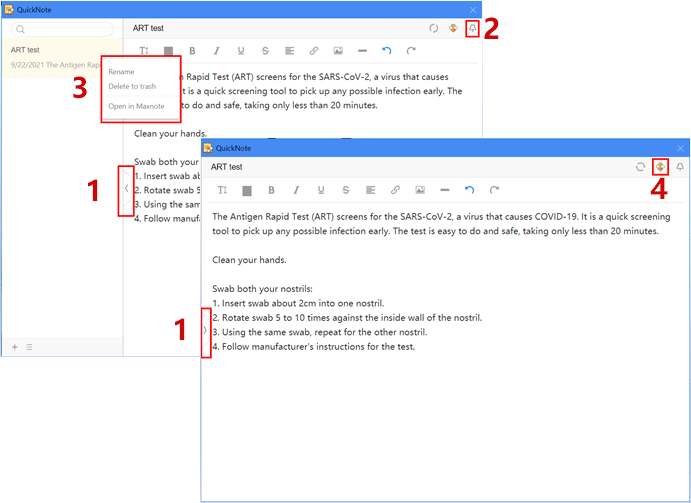 QuickNote
ART test
2
ART test
9/22/2021 The Antigen Rapi
3
Rename
Delete to trash
Open in Maxnote
Rapid Test (ART) screens for the SARS-CoV-2, a virus that causes
It is a quick screening tool to pick up any possible infection early. The
to do and safe, taking only less than 20 minutes.
Clean your hands.
Swab both your
1. Insert swab ab
2. Rotate swab 5
3. Using the same
4. Follow manufa
1
QuickNote
ART test
4
The Antigen Rapid Test (ART) screens for the SARS-CoV-2, a virus that causes COVID-19. It is a quick screening
tool to pick up any possible infection early. The test is easy to do and safe, taking only less than 20 minutes.
Clean your hands.
Swab both your nostrils:
1. Insert swab about 2cm into one nostril.
2. Rotate swab 5 to 10 times against the inside wall of the nostril.
3. Using the same swab, repeat for the other nostril.
4. Follow manufacturer's instructions for the test.
1